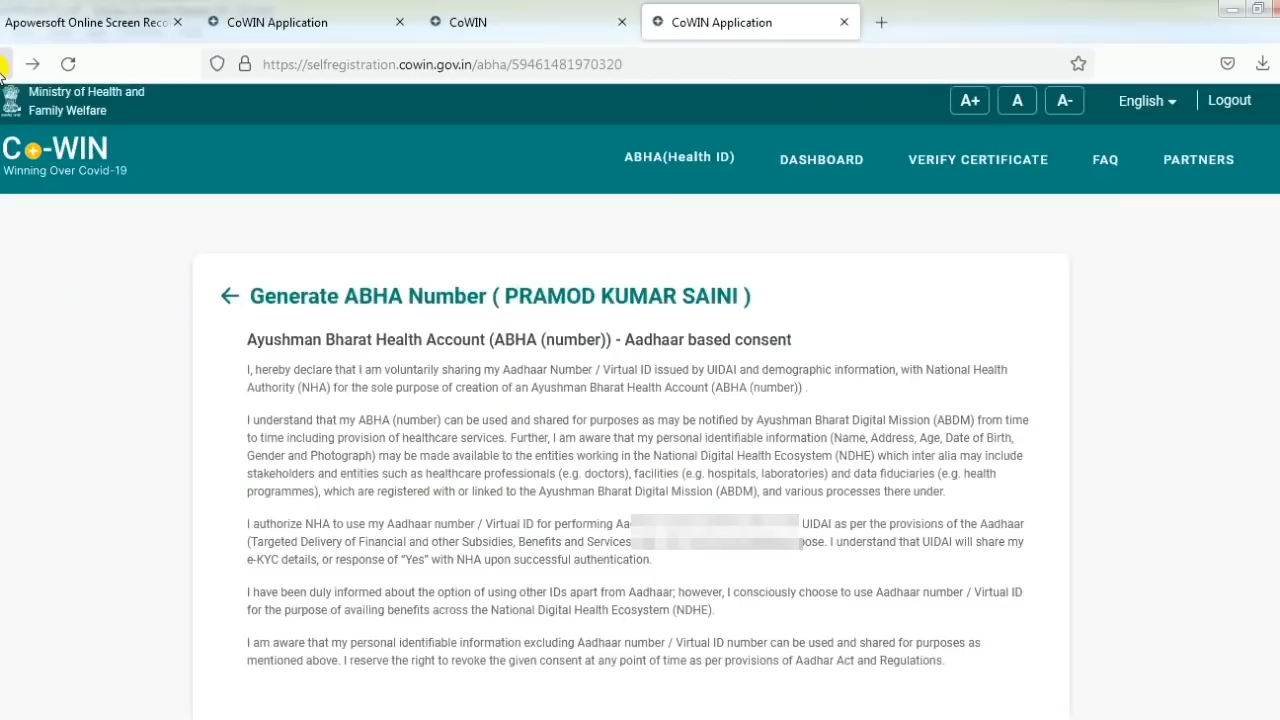 Apowersoft Online Screen Reco
CoWIN Application
CoWIN
CoWIN Application
https://selfregistration.cowin.gov.in/abha/59461481970320
Ministry of Health and
Family Welfare
A+ A A- English Logout
Co-WIN
Winning Over Covid-19
ABHA(Health ID) DASHBOARD VERIFY CERTIFICATE FAQ PARTNERS
Generate ABHA Number ( PRAMOD KUMAR SAINI )
Ayushman Bharat Health Account (ABHA (number)) - Aadhaar based consent
I, hereby declare that I am voluntarily sharing my Aadhaar Number / Virtual ID issued by UIDAI and demographic information, with National Health
Authority (NHA) for the sole purpose of creation of an Ayushman Bharat Health Account (ABHA (number)) .
I understand that my ABHA (number) can be used and shared for purposes as may be notified by Ayushman Bharat Digital Mission (ABDM) from time
to time including provision of healthcare services. Further, I am aware that my personal identifiable information (Name, Address, Age, Date of Birth,
Gender and Photograph) may be made available to the entities working in the National Digital Health Ecosystem (NDHE) which inter alia may include
stakeholders and entities such as healthcare professionals (e.g. doctors), facilities (e.g. hospitals, laboratories) and data fiduciaries (e.g. health
programmes), which are registered with or linked to the Ayushman Bharat Digital Mission (ABDM), and various processes there under.
I authorize NHA to use my Aadhaar number / Virtual ID for performing Aa UIDAI as per the provisions of the Aadhaar
(Targeted Delivery of Financial and other Subsidies, Benefits and Services pose. I understand that UIDAI will share my
e-KYC details, or response of “Yes” with NHA upon successful authentication.
I have been duly informed about the option of using other IDs apart from Aadhaar; however, I consciously choose to use Aadhaar number / Virtual ID
for the purpose of availing benefits across the National Digital Health Ecosystem (NDHE).
I am aware that my personal identifiable information excluding Aadhaar number / Virtual ID number can be used and shared for purposes as
mentioned above. I reserve the right to revoke the given consent at any point of time as per provisions of Aadhar Act and Regulations.